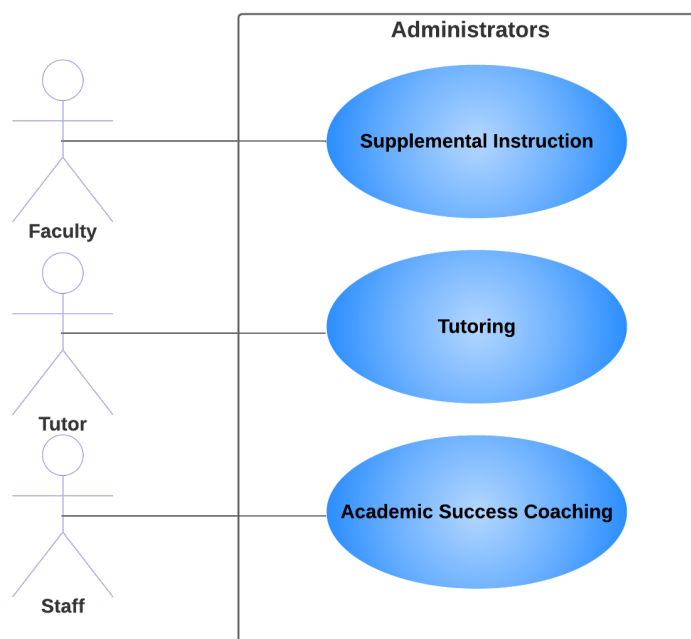 Administrators
Supplemental Instruction
Faculty
Tutoring
Tutor
Academic Success Coaching
Staff